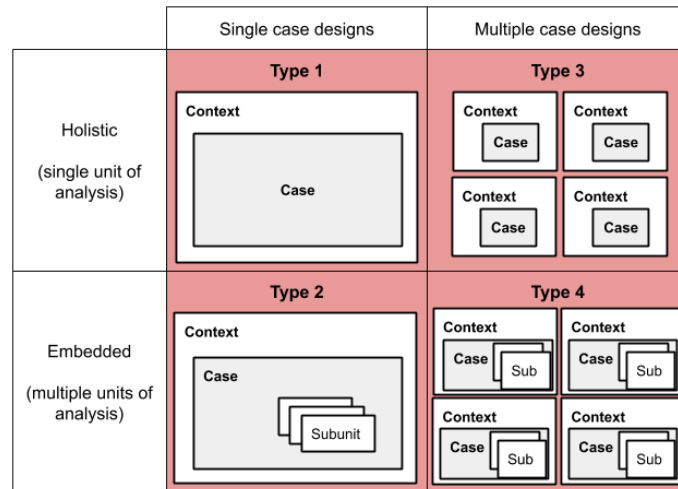 Single case designs
Multiple case designs
Holistic
(single unit of
analysis)
Type 1
Context
Case
Type 3
Context
Case
Context
Case
Context
Case
Context
Case
Embedded
(multiple units of
analysis)
Type 2
Context
Case
Subunit
Type 4
Context
Case
Sub
Context
Case
Sub
Context
Case
Sub
Context
Case
Sub